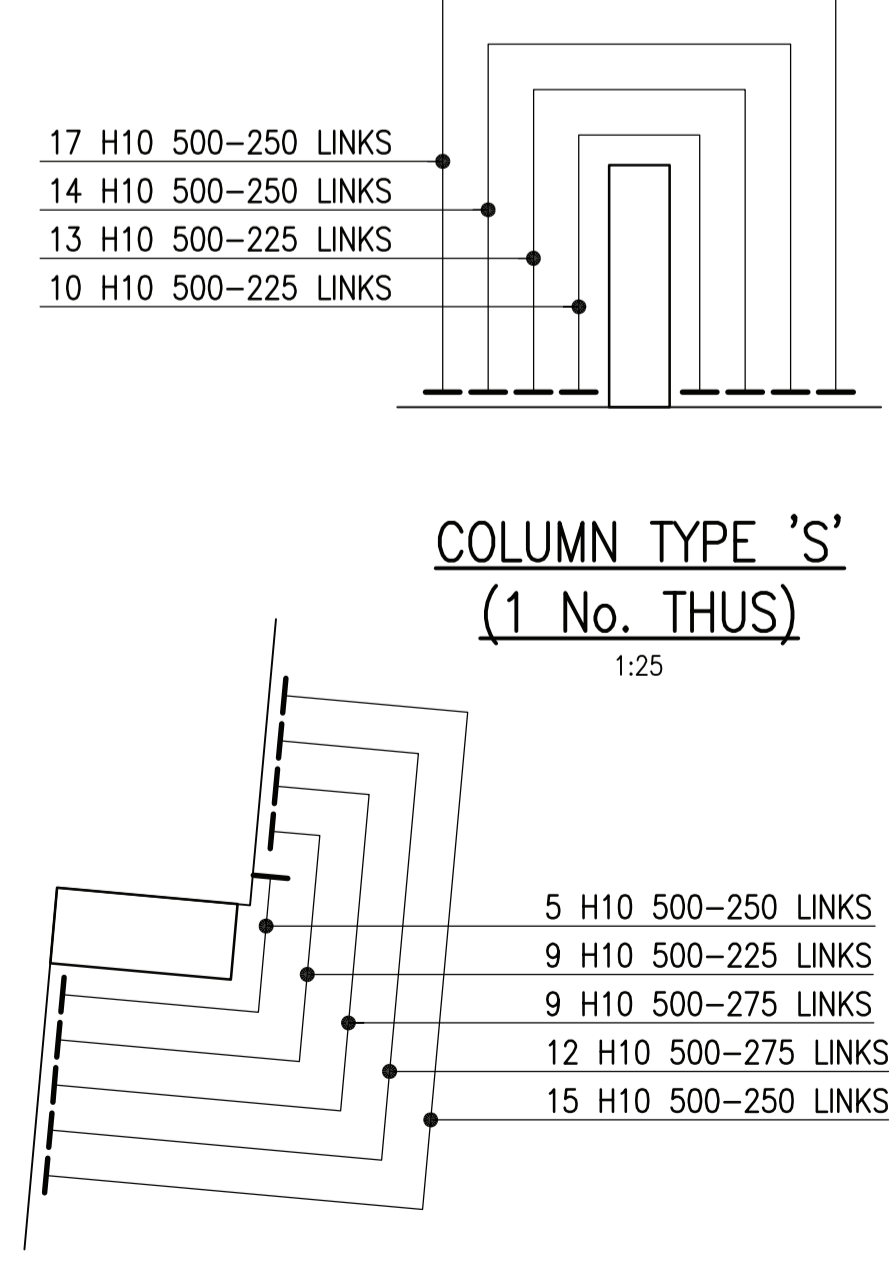 17 H10 500-250 LINKS
14 H10 500-250 LINKS
13 H10 500-225 LINKS
10 H10 500-225 LINKS
COLUMN TYPE 'S'
(1 No. THUS)
1:25
5 H10 500-250 LINKS
9 H10 500-225 LINKS
9 H10 500-275 LINKS
12 H10 500-275 LINKS
15 H10 500-250 LINKS